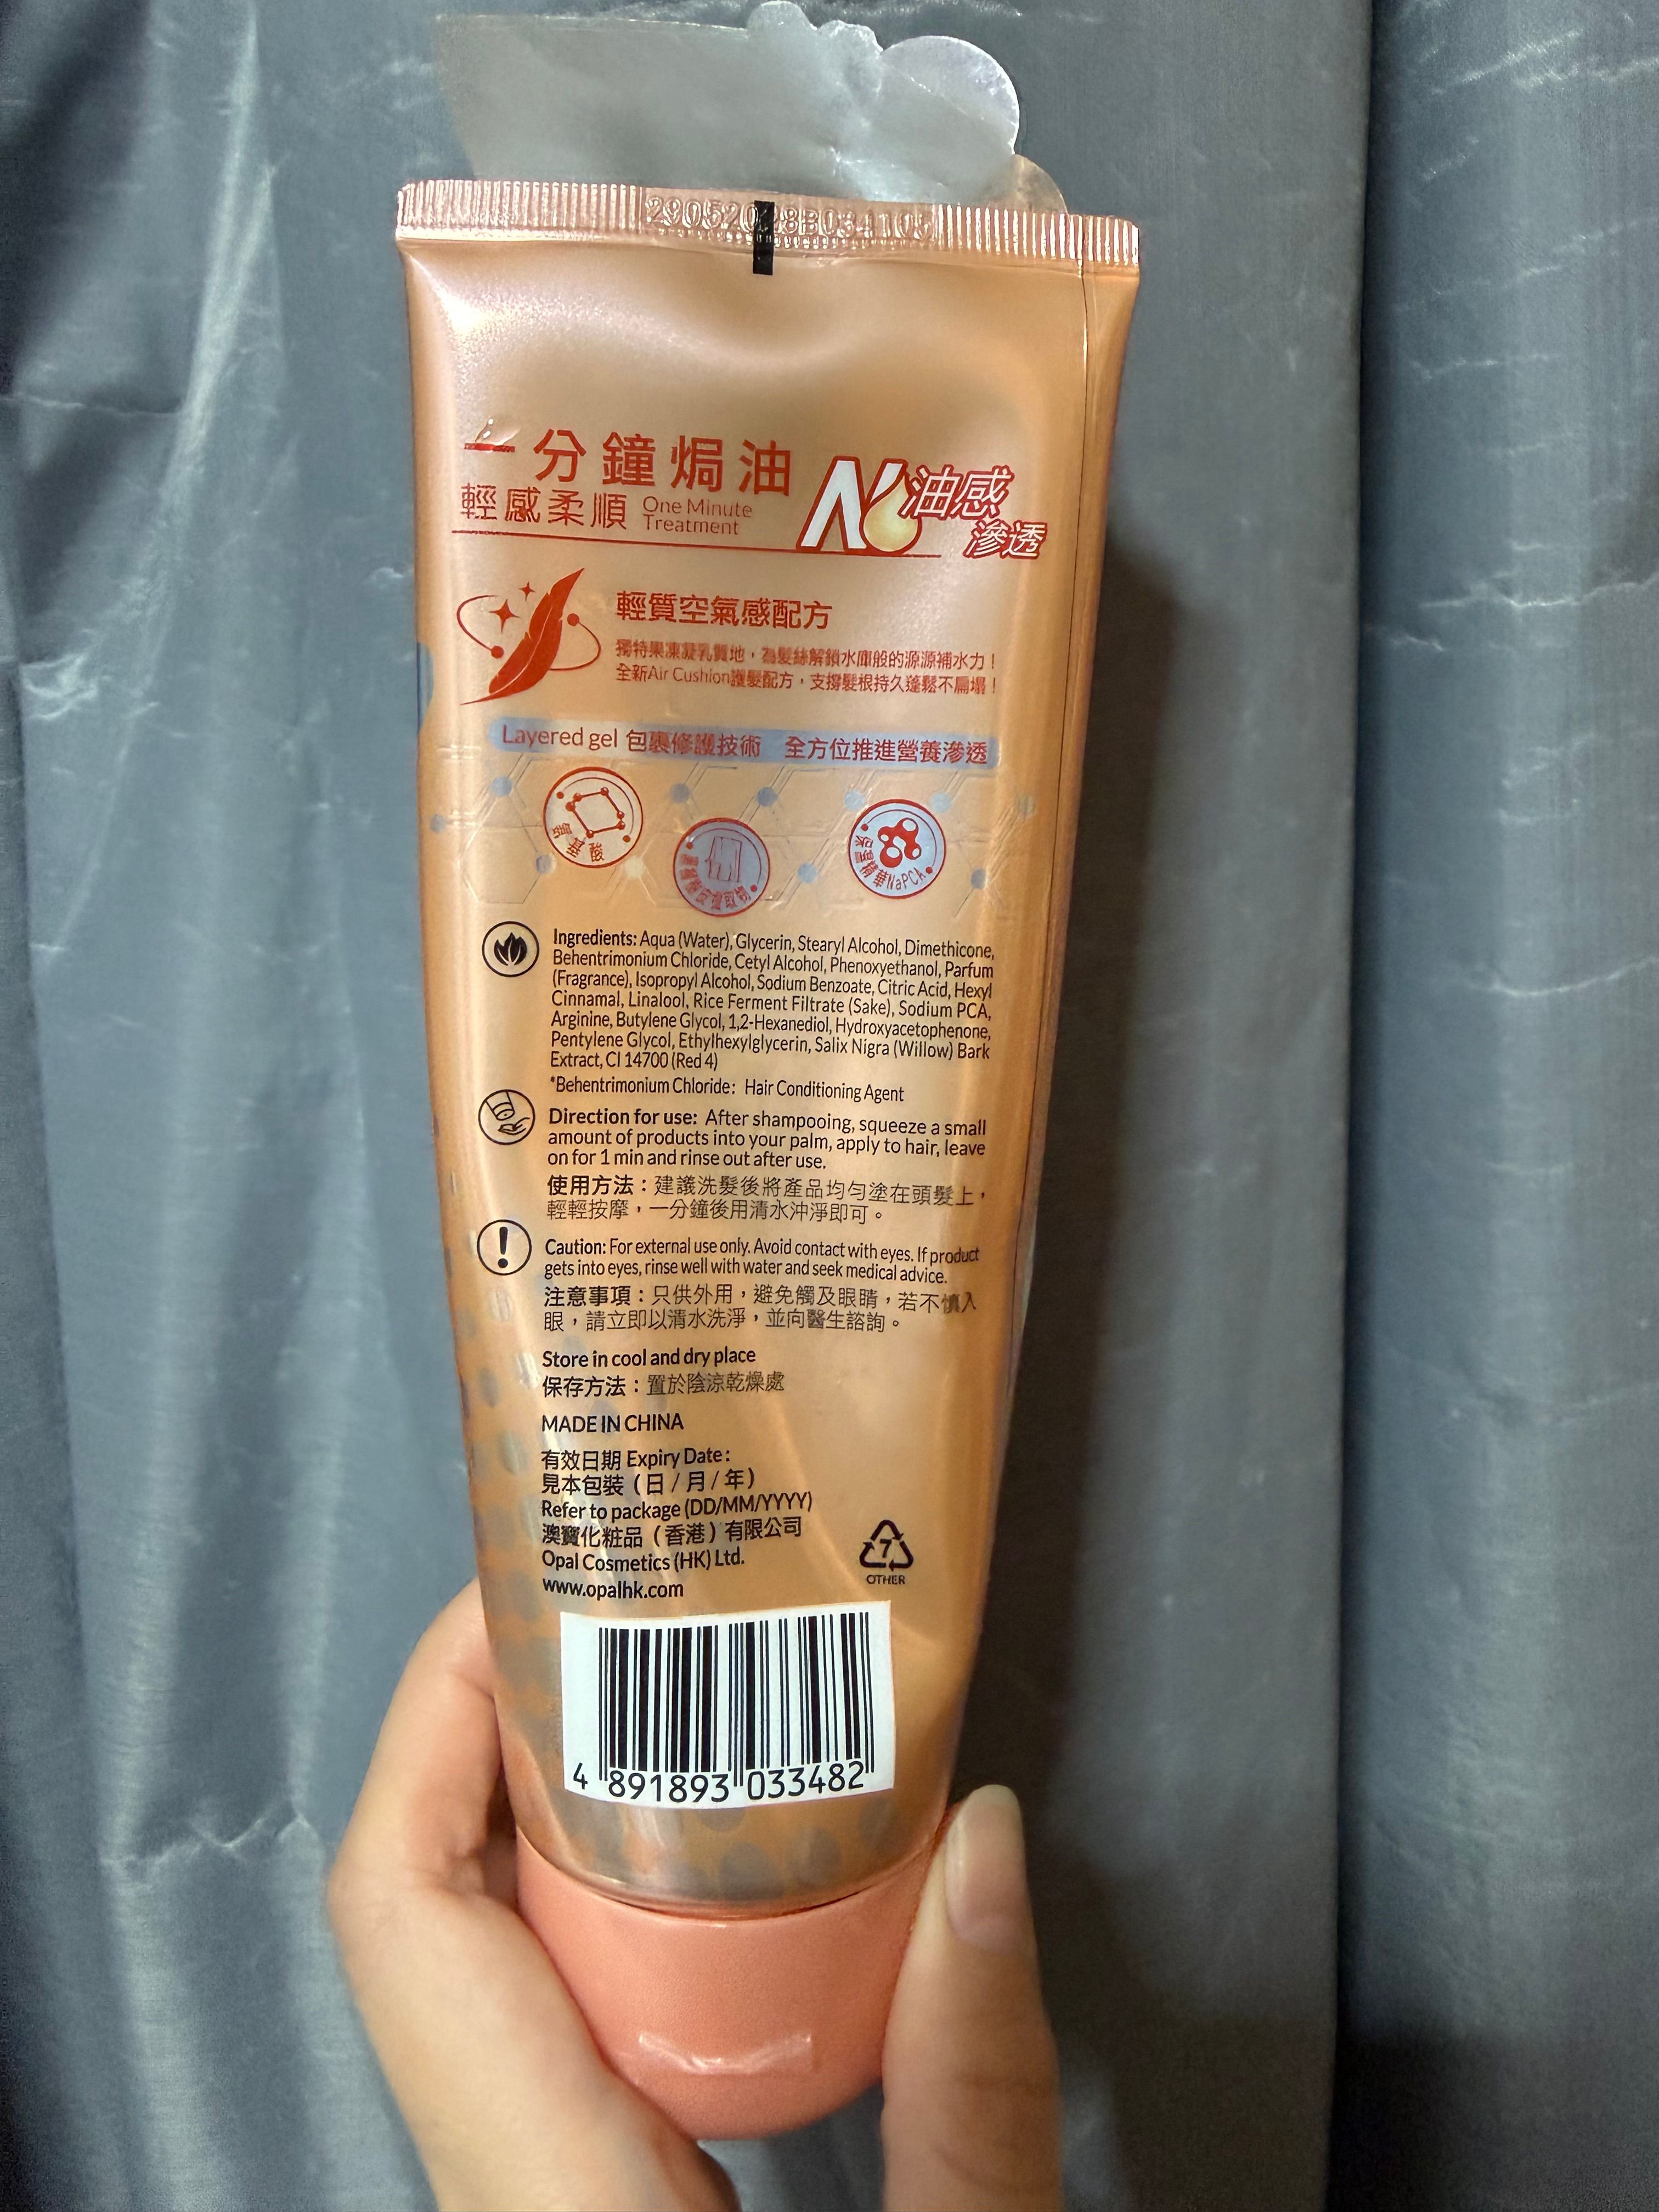 一分鐘焗油
輕感柔順 One Minute Treatment
No油感
滲透
輕質空氣感配方
獨特果凍凝乳質地，為髮絲解鎖水庫般的源源補水力！
全新Air Cushion護髮配方，支撐髮根持久蓬鬆不扁塌！
Layered gel 包裹修護技術 全方位推進營養滲透
氨基酸
保濕精華NaPCA
Ingredients: Aqua (Water), Glycerin, Stearyl Alcohol, Dimethicone,
Behentrimonium Chloride, Cetyl Alcohol, Phenoxyethanol, Parfum
(Fragrance), Isopropyl Alcohol, Sodium Benzoate, Citric Acid, Hexyl
Cinnamal, Linalool, Rice Ferment Filtrate (Sake), Sodium PCA,
Arginine, Butylene Glycol, 1,2-Hexanediol, Hydroxyacetophenone,
Pentylene Glycol, Ethylhexylglycerin, Salix Nigra (Willow) Bark
Extract, CI 14700 (Red 4)
*Behentrimonium Chloride: Hair Conditioning Agent
Direction for use: After shampooing, squeeze a small
amount of products into your palm, apply to hair, leave
on for 1 min and rinse out after use.
使用方法：建議洗髮後將產品均勻塗在頭髮上，
輕輕按摩，一分鐘後用清水沖淨即可。
Caution: For external use only. Avoid contact with eyes. If product
gets into eyes, rinse well with water and seek medical advice.
注意事項：只供外用，避免觸及眼睛，若不慎入
眼，請立即以清水洗淨，並向醫生諮詢。
Store in cool and dry place
保存方法：置於陰涼乾燥處
MADE IN CHINA
有效日期 Expiry Date:
見本包裝（日/月/年）
Refer to package (DD/MM/YYYY)
澳寶化粧品（香港）有限公司
Opal Cosmetics (HK) Ltd.
www.opalhk.com
7
OTHER
4 891893 033482